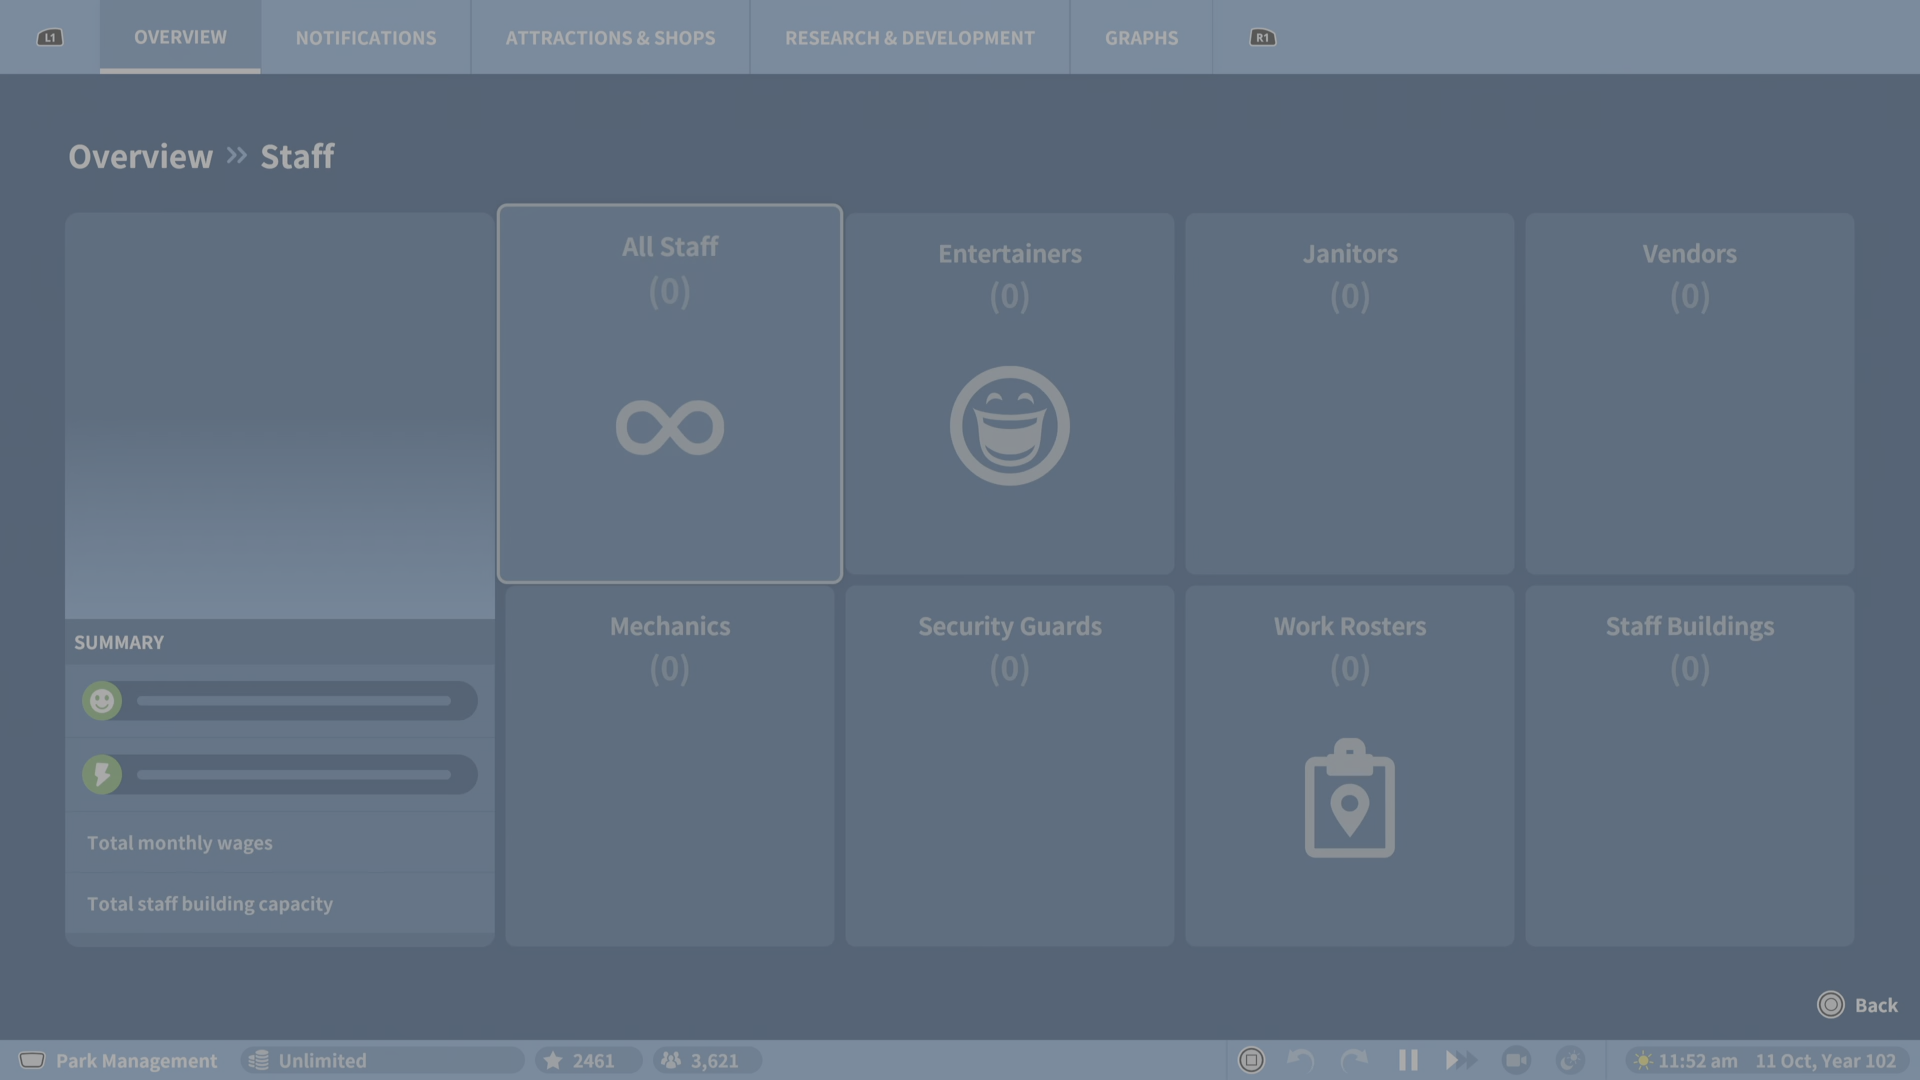 L1
OVERVIEW
NOTIFICATIONS
ATTRACTIONS & SHOPS
RESEARCH & DEVELOPMENT
GRAPHS
R1
Overview » Staff
All Staff
(0)
Entertainers
(0)
Janitors
(0)
Vendors
(0)
SUMMARY
Total monthly wages
Total staff building capacity
Mechanics
(0)
Security Guards
(0)
Work Rosters
(0)
Staff Buildings
(0)
Back
Park Management
Unlimited
2461
3,621
11:52 am
11 Oct, Year 102